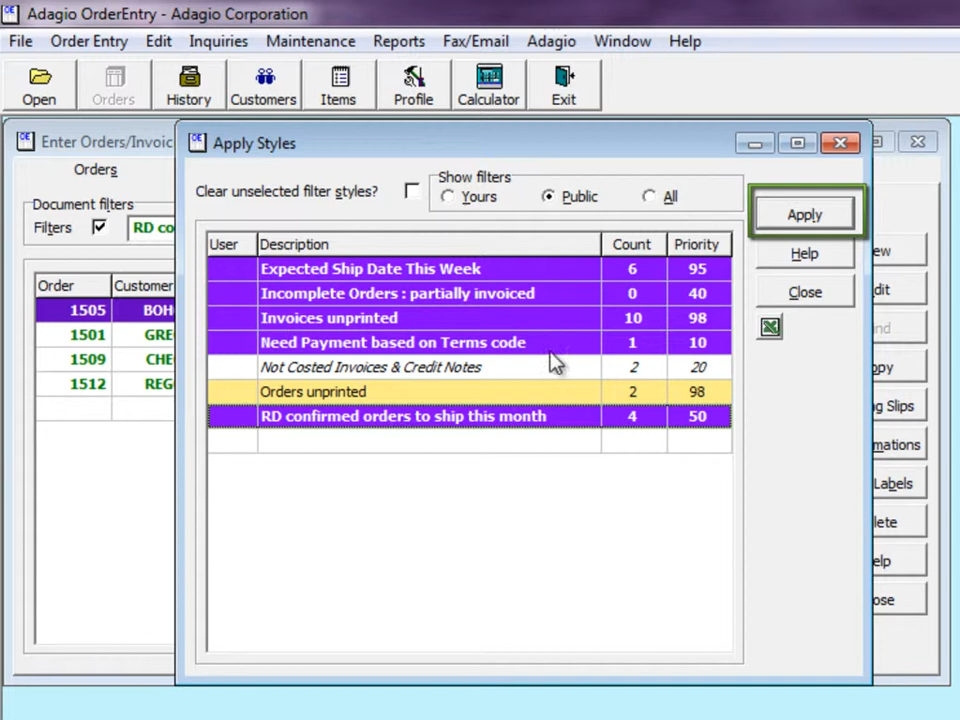 Adagio OrderEntry - Adagio Corporation
File Order Entry Edit Inquiries Maintenance Reports Fax/Email Adagio Window Help
Open Orders History Customers Items Profile Calculator Exit
Enter Orders/Invoic
Apply Styles
Orders
Document filters
Filters
RD co
Order Customer
1505 BOH
1501 GRE
1509 CHE
1512 REG
Clear unselected filter styles?
Show filters
Yours Public All
User Description Count Priority
Expected Ship Date This Week 6 95
Incomplete Orders : partially invoiced 0 40
Invoices unprinted 10 98
Need Payment based on Terms code 1 10
Not Costed Invoices & Credit Notes 2 20
Orders unprinted 2 98
RD confirmed orders to ship this month 4 50
Apply
Help
Close
ew
dit
nd
opy
g Slips
mations
Labels
lete
elp
ose